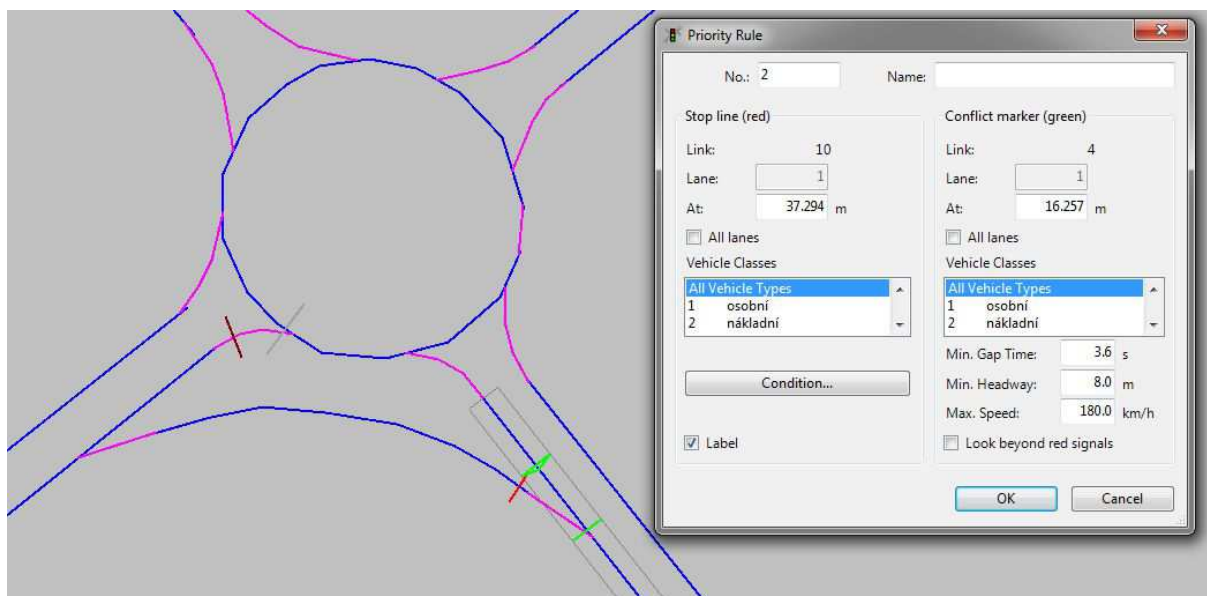 Priority Rule
No.: 2 Name:
Stop line (red) Conflict marker (green)
Link: 10 Link: 4
Lane: 1 Lane: 1
At: 37.294 m At: 16.257 m
All lanes All lanes
Vehicle Classes Vehicle Classes
All Vehicle Types All Vehicle Types
1 osobní 1 osobní
2 nákladní 2 nákladní
Min. Gap Time: 3.6 s
Condition... Min. Headway: 8.0 m
Max. Speed: 180.0 km/h
Label Look beyond red signals
OK Cancel